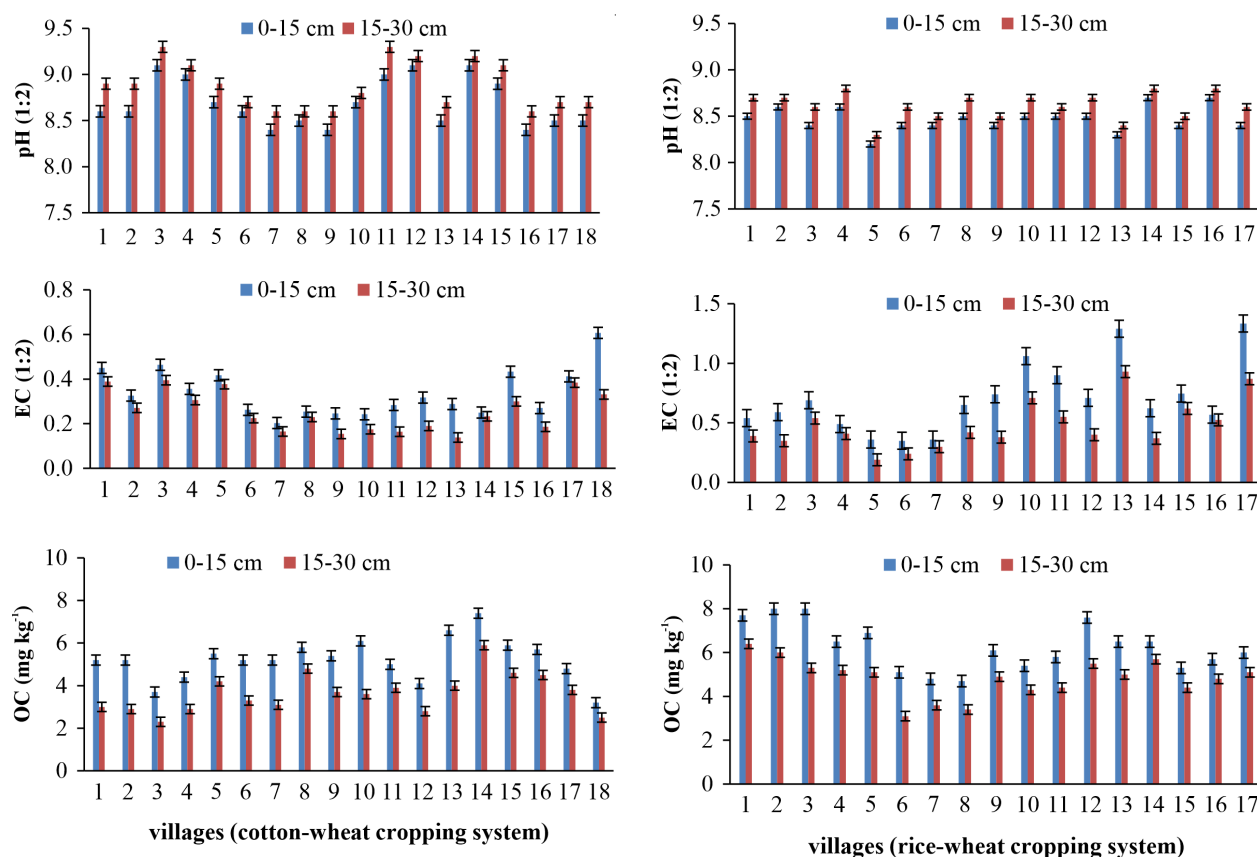 0-15 cm 15-30 cm
pH (1:2)
9.5
9.0
8.5
8.0
7.5
1 2 3 4 5 6 7 8 9 10 11 12 13 14 15 16 17 18
0-15 cm 15-30 cm
pH (1:2)
9.5
9.0
8.5
8.0
7.5
1 2 3 4 5 6 7 8 9 10 11 12 13 14 15 16 17
0-15 cm 15-30 cm
EC (1:2)
0.8
0.6
0.4
0.2
0.0
1 2 3 4 5 6 7 8 9 10 11 12 13 14 15 16 17 18
0-15 cm 15-30 cm
EC (1:2)
1.5
1.0
0.5
0.0
1 2 3 4 5 6 7 8 9 10 11 12 13 14 15 16 17
0-15 cm 15-30 cm
OC (mg kg⁻¹)
10
8
6
4
2
0
1 2 3 4 5 6 7 8 9 10 11 12 13 14 15 16 17 18
villages (cotton-wheat cropping system)
0-15 cm 15-30 cm
OC (mg kg⁻¹)
10
8
6
4
2
0
1 2 3 4 5 6 7 8 9 10 11 12 13 14 15 16 17
villages (rice-wheat cropping system)